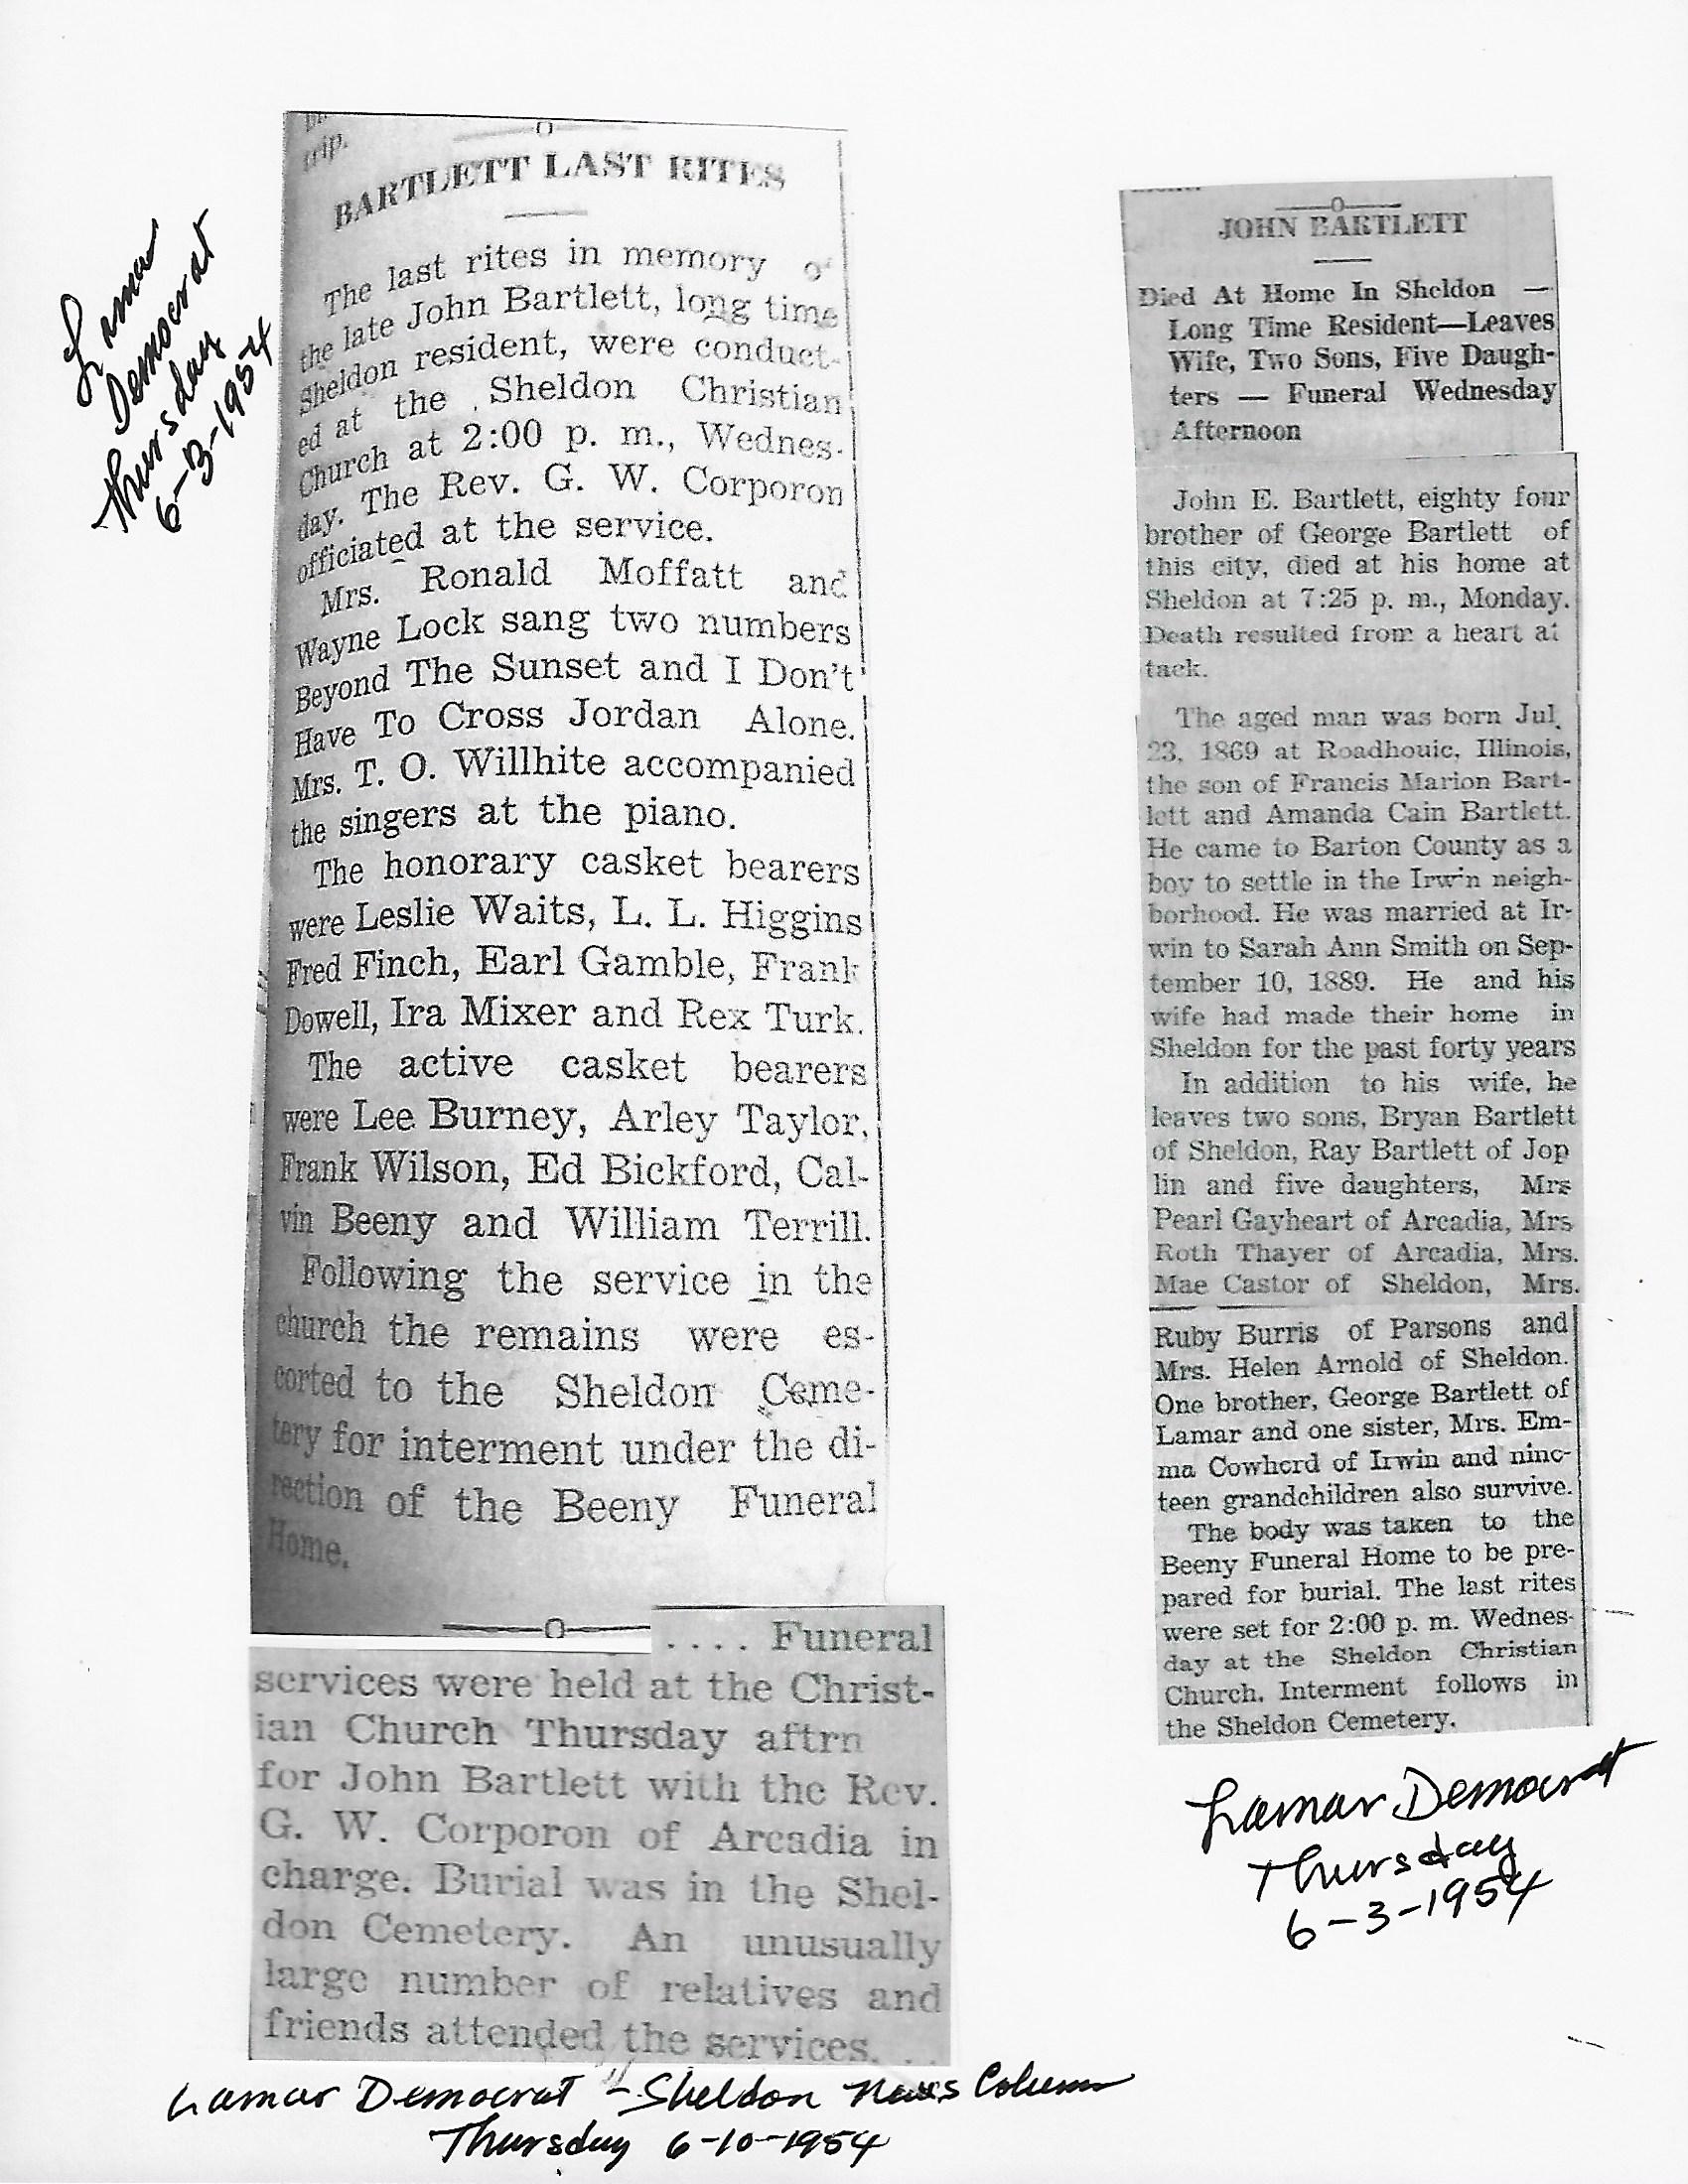 trip.
BARTLETT LAST RITES
The last rites in memory of
the late John Bartlett, long time
Sheldon resident, were conduct-
ed at the Sheldon Christian
Church at 2:00 p. m., Wednes-
day. The Rev. G. W. Corporon
officiated at the service.
Mrs. Ronald Moffatt and
Wayne Lock sang two numbers
Beyond The Sunset and I Don't
Have To Cross Jordan Alone.
Mrs. T. O. Willhite accompanied
the singers at the piano.
The honorary casket bearers
were Leslie Waits, L. L. Higgins
Fred Finch, Earl Gamble, Frank
Dowell, Ira Mixer and Rex Turk.
The active casket bearers
were Lee Burney, Arley Taylor,
Frank Wilson, Ed Bickford, Cal-
vin Beeny and William Terrill.
Following the service in the
church the remains were es-
corted to the Sheldon Ceme-
tery for interment under the di-
rection of the Beeny Funeral
Home.
Lamar
Democrat
Thursday
6-3-1954
.... Funeral
services were held at the Christ-
ian Church Thursday aftrn
for John Bartlett with the Rev.
G. W. Corporon of Arcadia in
charge. Burial was in the Shel-
don Cemetery. An unusually
large number of relatives and
friends attended the services. . .
Lamar Democrat - Sheldon News Column
Thursday 6-10-1954
JOHN BARTLETT
Died At Home In Sheldon —
Long Time Resident—Leaves
Wife, Two Sons, Five Daugh-
ters — Funeral Wednesday
Afternoon
John E. Bartlett, eighty four
brother of George Bartlett of
this city, died at his home at
Sheldon at 7:25 p. m., Monday.
Death resulted from a heart at
tack.
The aged man was born Jul
23, 1869 at Roadhouic, Illinois,
the son of Francis Marion Bart-
lett and Amanda Cain Bartlett.
He came to Barton County as a
boy to settle in the Irwin neigh-
borhood. He was married at Ir-
win to Sarah Ann Smith on Sep-
tember 10, 1889. He and his
wife had made their home in
Sheldon for the past forty years
In addition to his wife, he
leaves two sons, Bryan Bartlett
of Sheldon, Ray Bartlett of Jop
lin and five daughters, Mrs
Pearl Gayheart of Arcadia, Mrs
Roth Thayer of Arcadia, Mrs.
Mae Castor of Sheldon, Mrs.
Ruby Burris of Parsons and
Mrs. Helen Arnold of Sheldon.
One brother, George Bartlett of
Lamar and one sister, Mrs. Em-
ma Cowherd of Irwin and nine-
teen grandchildren also survive.
The body was taken to the
Beeny Funeral Home to be pre-
pared for burial. The last rites
were set for 2:00 p. m. Wednes-
day at the Sheldon Christian
Church. Interment follows in
the Sheldon Cemetery.
Lamar Democrat
Thursday
6-3-1954